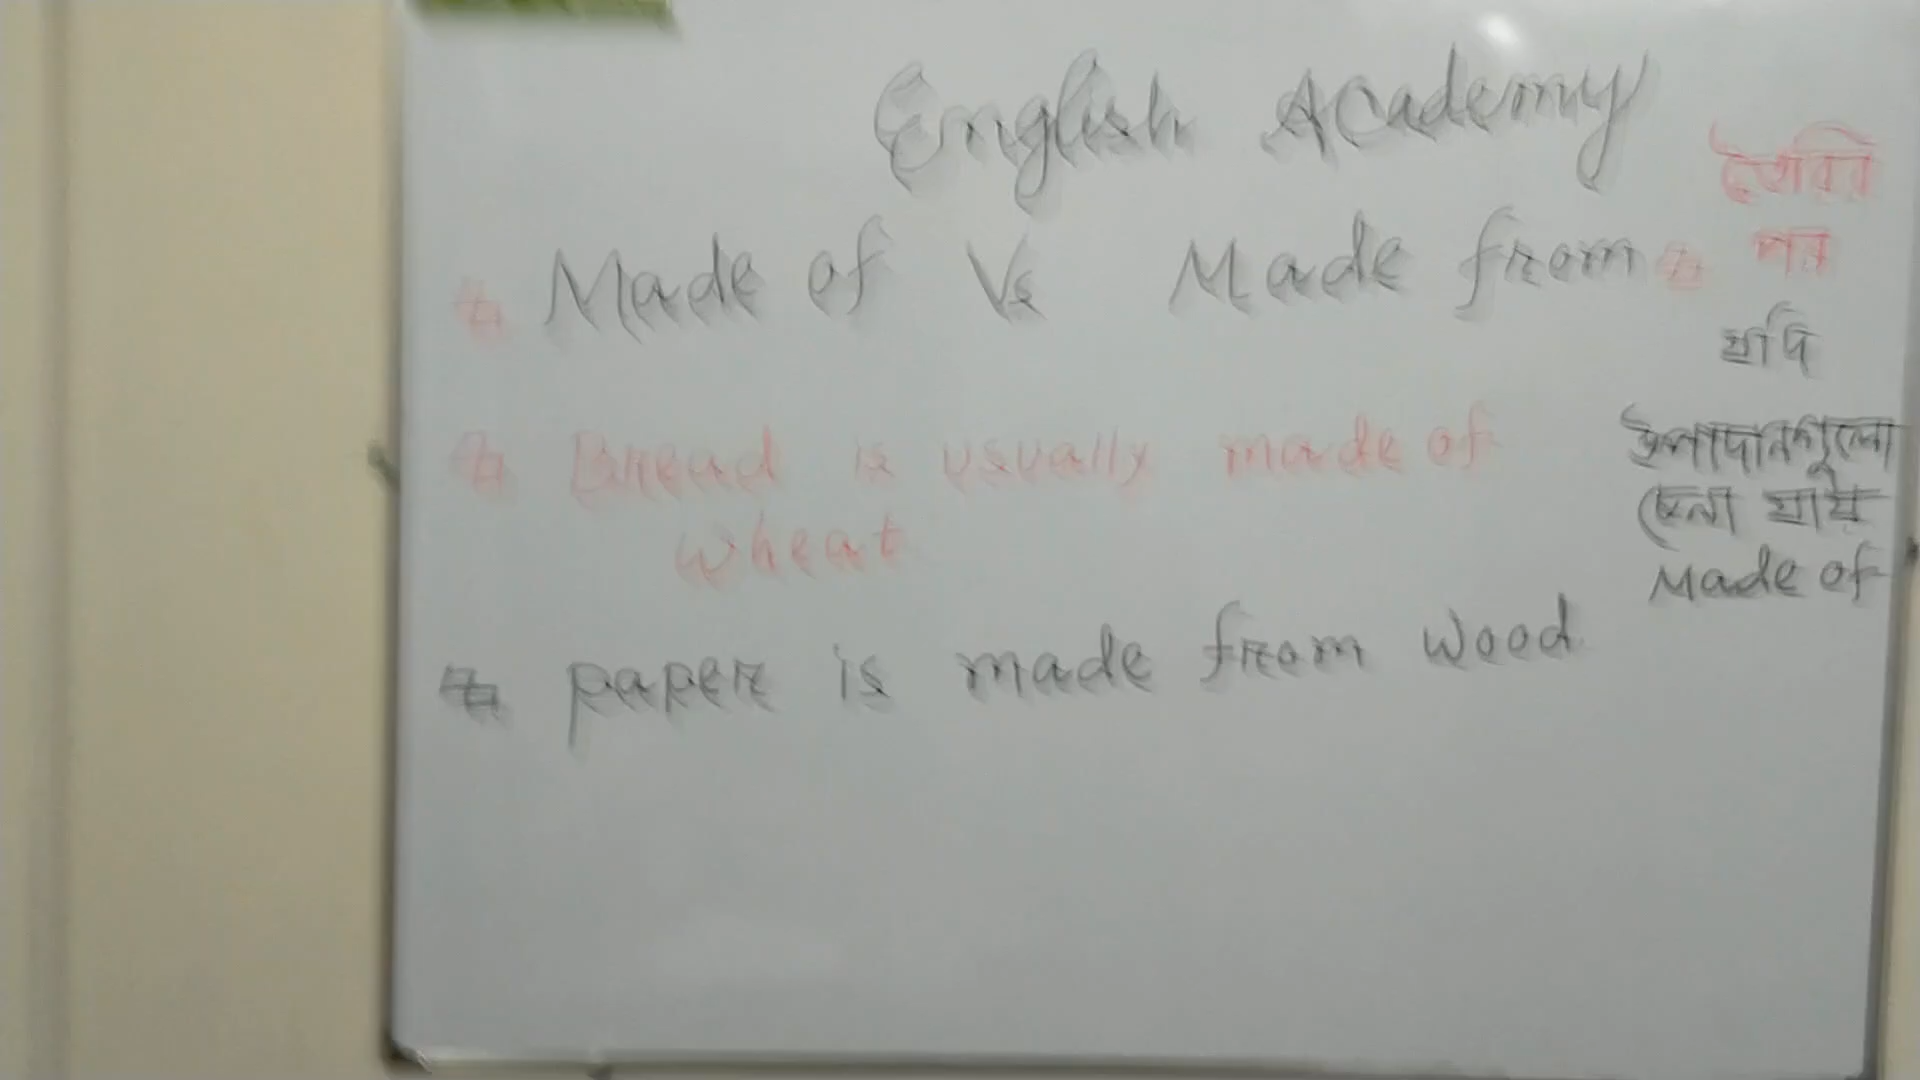 English Academy
Made of Vs Made from
Bread is usually made of
wheat
paper is made from wood
তৈরির
পর
যদি
উপাদানগুলো
চেনা যায়
Made of